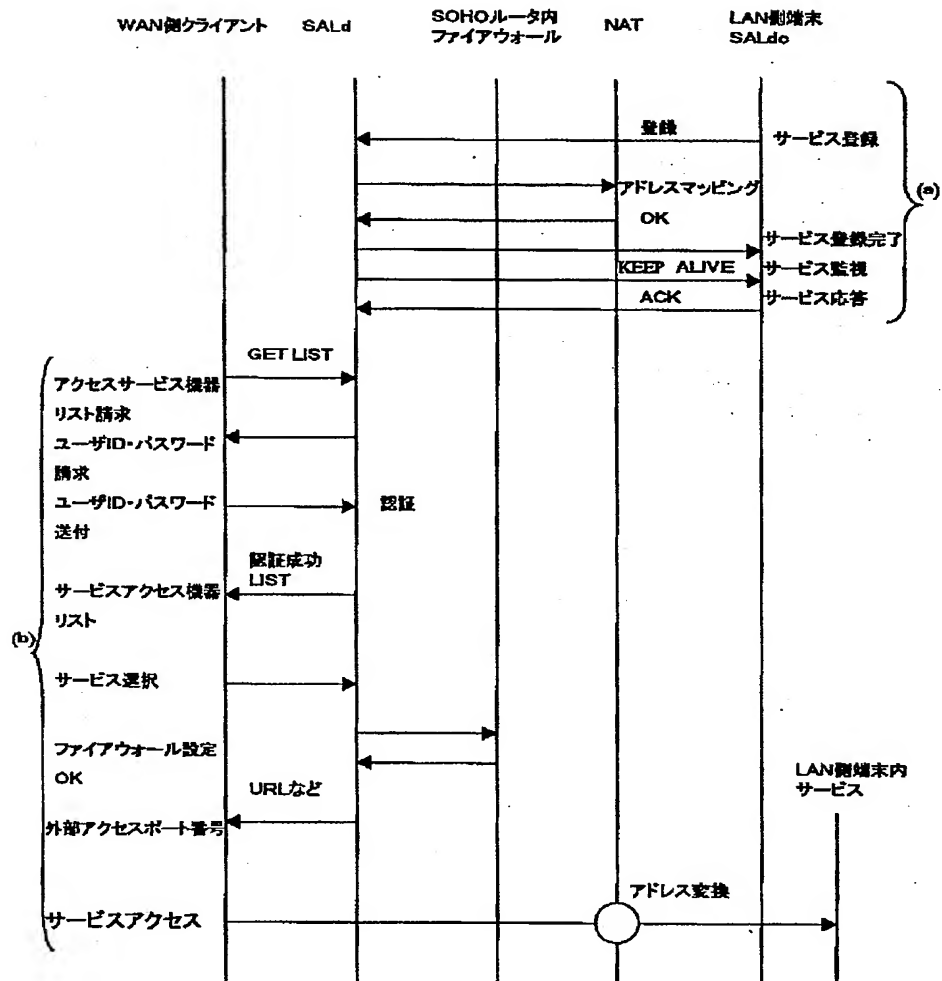 WAN側クライアント
SALd
SOHOルータ内
ファイアウォール
NAT
LAN側端末
SALdc
登録
サービス登録
アドレスマッピング
OK
サービス登録完了
KEEP ALIVE
サービス監視
ACK
サービス応答
(a)
GET LIST
アクセスサービス機器
リスト請求
ユーザID・パスワード
請求
ユーザID・パスワード
送付
認証
認証成功
LIST
サービスアクセス機器
リスト
(b)
サービス選択
ファイアウォール設定
OK
URLなど
外部アクセスポート番号
LAN側端末内
サービス
アドレス変換
サービスアクセス